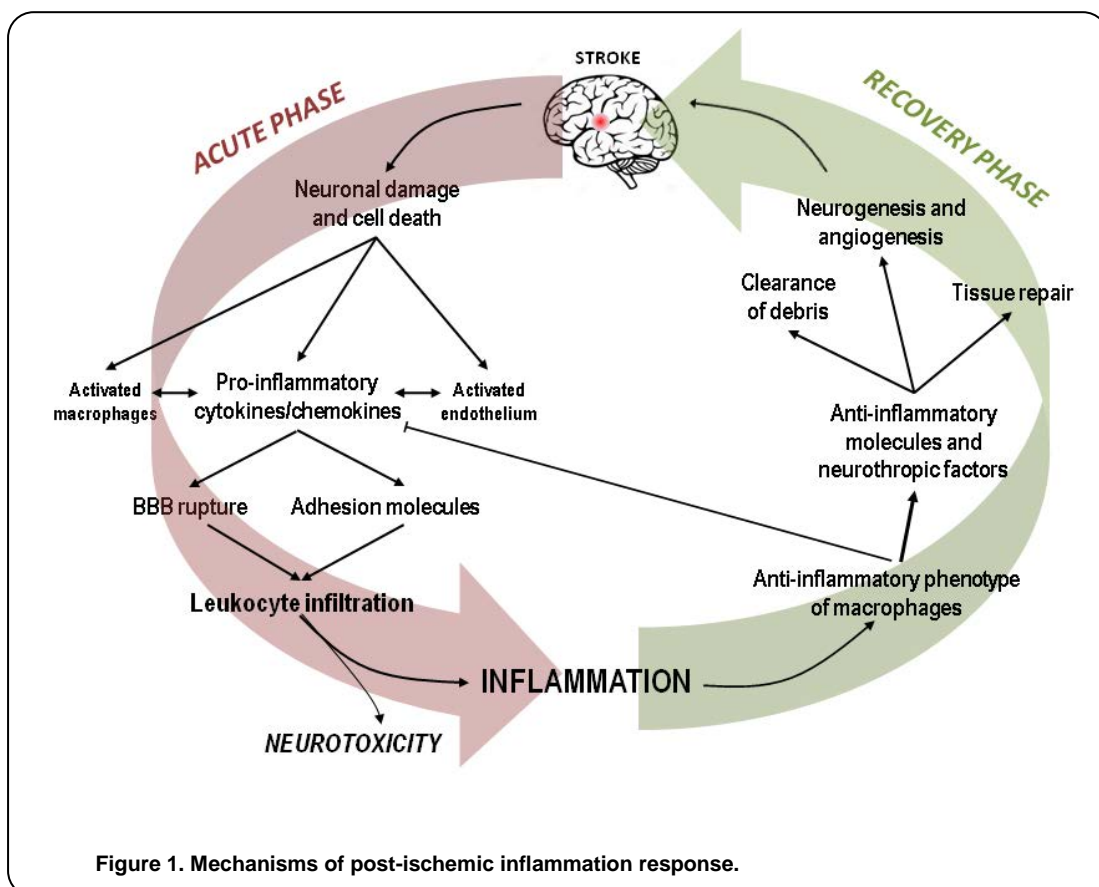 STROKE
ACUTE PHASE
RECOVERY PHASE
Neuronal damage
and cell death
Neurogenesis and
angiogenesis
Clearance
of debris
Tissue repair
Activated
macrophages
Pro-inflammatory
cytokines/chemokines
Activated
endothelium
Anti-inflammatory
molecules and
neurothropic factors
BBB rupture
Adhesion molecules
Leukocyte infiltration
Anti-inflammatory phenotype
of macrophages
INFLAMMATION
NEUROTOXICITY
Figure 1. Mechanisms of post-ischemic inflammation response.